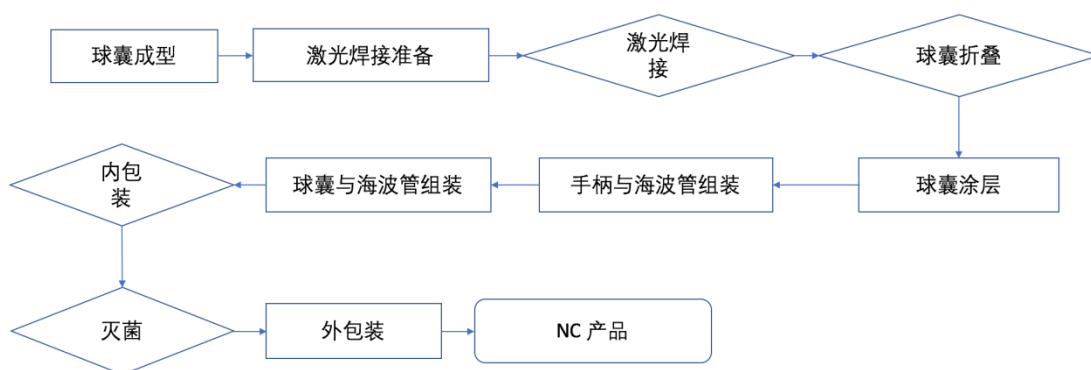 球囊成型
激光焊接准备
激光焊
接
球囊折叠
内包
装
球囊与海波管组装
手柄与海波管组装
球囊涂层
灭菌
外包装
NC 产品